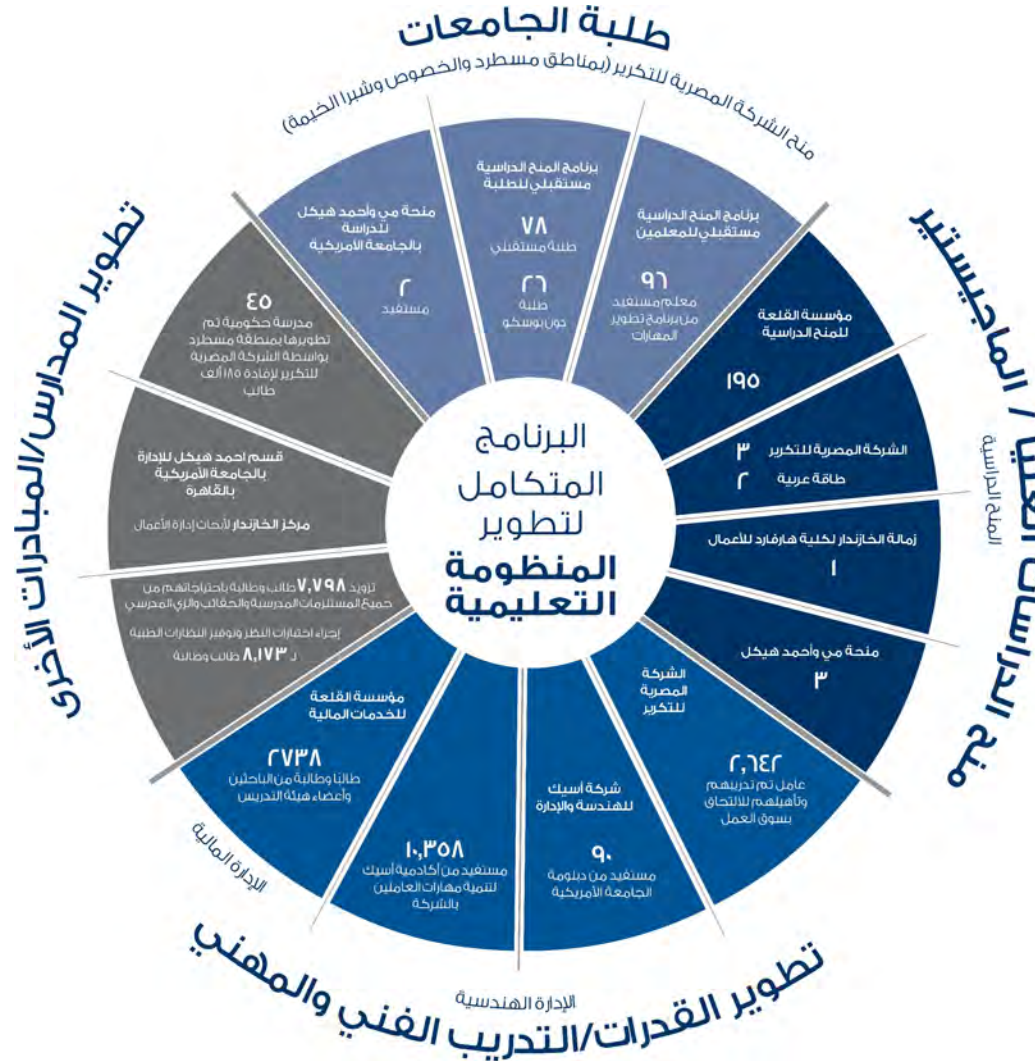 طلبة الجامعات
منح الشركة المصرية للتكرير (بمناطق مسطرد والخصوص وشبرا الخيمة)
برنامج المنح الدراسية
مستقبلي للمعلمين
٩٦
معلم مستفيد
من برنامج تطوير
المهارات
برنامج المنح الدراسية
مستقبلي للطلبة
٧٨
طلبة مستقبلي
٢٦
طلبة
دون بوسكو
منحة مي وأحمد هيكل
للدراسة
بالجامعة الأمريكية
٢
مستفيد
منح الدراسات العليا / الماجيستير
المنح الدراسية
مؤسسة القلعة
للمنح الدراسية
١٩٥
الشركة المصرية للتكرير ٣
طاقة عربية ٢
زمالة الخازندار لكلية هارفارد للأعمال
١
منحة مي وأحمد هيكل
٣
البرنامج
المتكامل
لتطوير
المنظومة
التعليمية
تطوير المدارس/المبادرات الأخرى
٤٥
مدرسة حكومية تم
تطويرها بمنطقة مسطرد
بواسطة الشركة المصرية
للتكرير لإفادة ١٨٥ ألف
طالب
قسم احمد هيكل للإدارة
بالجامعة الأمريكية
بالقاهرة
مركز الخازندار لأبحاث إدارة الأعمال
تزويد ٧,٧٩٨ طالب وطالبة باحتياجاتهم من
جميع المستلزمات المدرسية والحقائب والزي المدرسي
إجراء اختبارات النظر وتوفير النظارات الطبية
لـ ٨,١٧٣ طالب وطالبة
الشركة
المصرية
للتكرير
٢,٦٤٢
عامل تم تدريبهم
وتأهيلهم للالتحاق
بسوق العمل
شركة أسيك
للهندسة والإدارة
٩٠
مستفيد من دبلومة
الجامعة الأمريكية
١٠,٣٥٨
مستفيد من أكاديمية أسيك
لتنمية مهارات العاملين
بالشركة
مؤسسة القلعة
للخدمات المالية
٢٧٣٨
طالبًا وطالبة من الباحثين
وأعضاء هيئة التدريس
الإدارة المالية
الإدارة الهندسية
تطوير القدرات/التدريب الفني والمهني